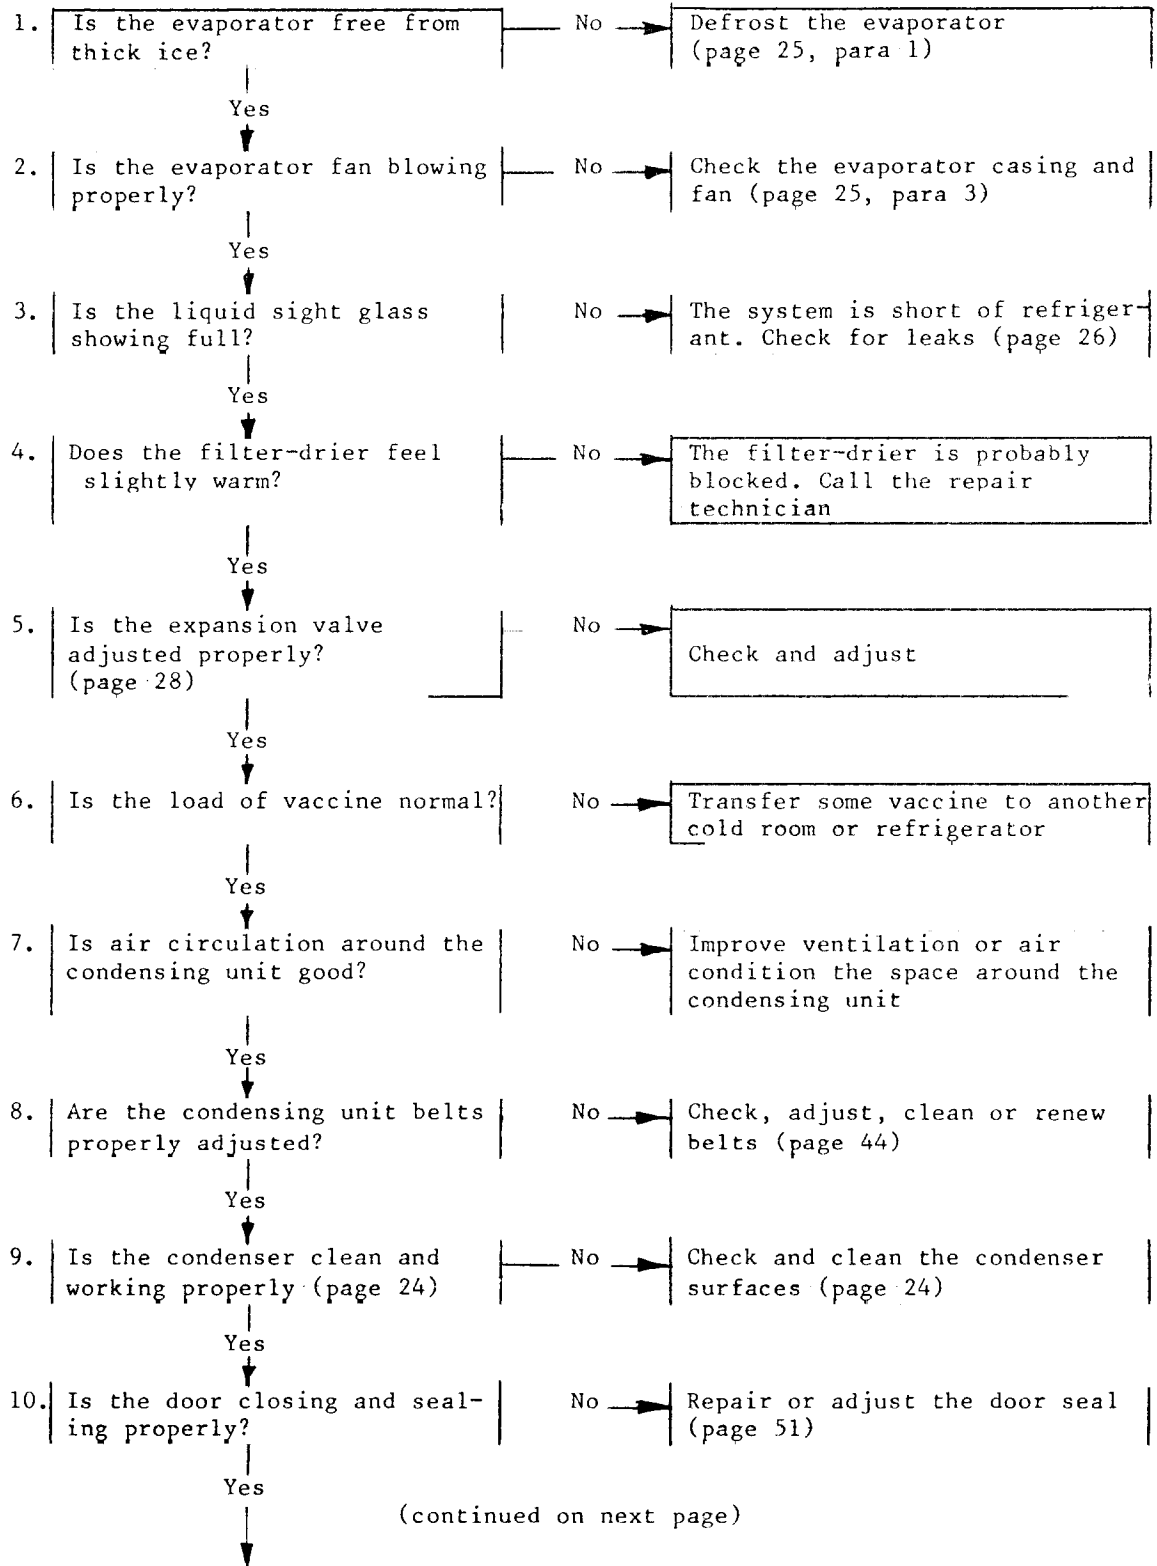 1. Is the evaporator free from thick ice?
No
Defrost the evaporator (page 25, para 1)
Yes
2. Is the evaporator fan blowing properly?
No
Check the evaporator casing and fan (page 25, para 3)
Yes
3. Is the liquid sight glass showing full?
No
The system is short of refriger-
ant. Check for leaks (page 26)
Yes
4. Does the filter-drier feel
slightly warm?
No
The filter-drier is probably
blocked. Call the repair
technician
Yes
5. Is the expansion valve
adjusted properly?
(page 28)
No
Check and adjust
Yes
6. Is the load of vaccine normal?
No
Transfer some vaccine to another
cold room or refrigerator
Yes
7. Is air circulation around the
condensing unit good?
No
Improve ventilation or air
condition the space around the
condensing unit
Yes
8. Are the condensing unit belts
properly adjusted?
No
Check, adjust, clean or renew
belts (page 44)
Yes
9. Is the condenser clean and
working properly (page 24)
No
Check and clean the condenser
surfaces (page 24)
Yes
10. Is the door closing and seal-
ing properly?
No
Repair or adjust the door seal
(page 51)
Yes
(continued on next page)